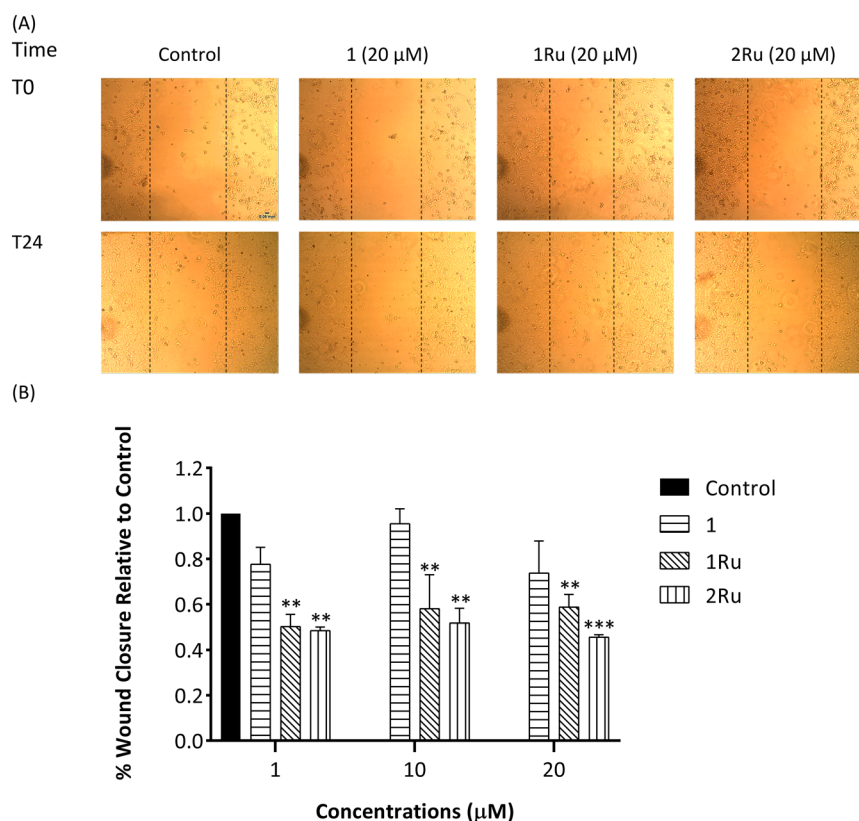 (A)
Time Control 1 (20 µM) 1Ru (20 µM) 2Ru (20 µM)
T0
T24
(B)
% Wound Closure Relative to Control
1.2
1.0
0.8
0.6
0.4
0.2
0.0
** **
** **
** ***
1 10 20
Concentrations (µM)
Control
1
1Ru
2Ru